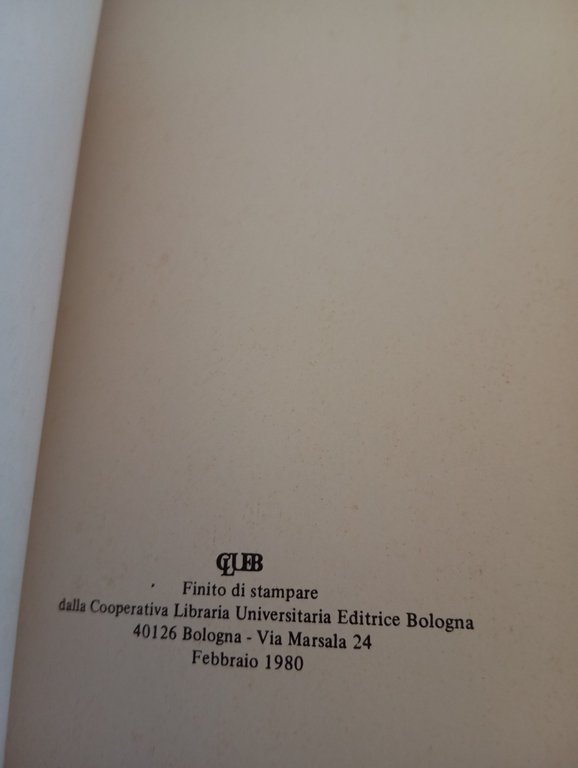 CLUEB
Finito di stampare
dalla Cooperativa Libraria Universitaria Editrice Bologna
40126 Bologna - Via Marsala 24
Febbraio 1980